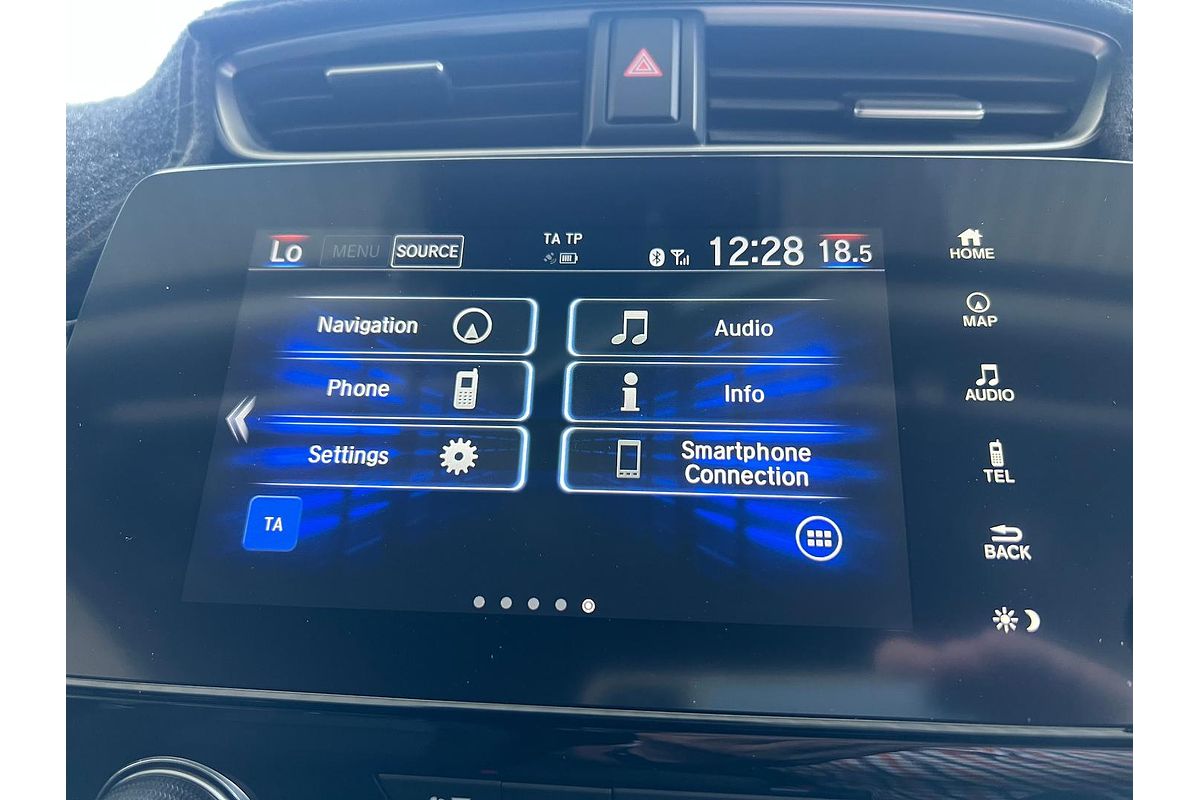 Lo MENU SOURCE TA TP 12:28 18.5
Navigation
Audio
Phone
Info
Settings
Smartphone
Connection
TA
HOME
MAP
AUDIO
TEL
BACK